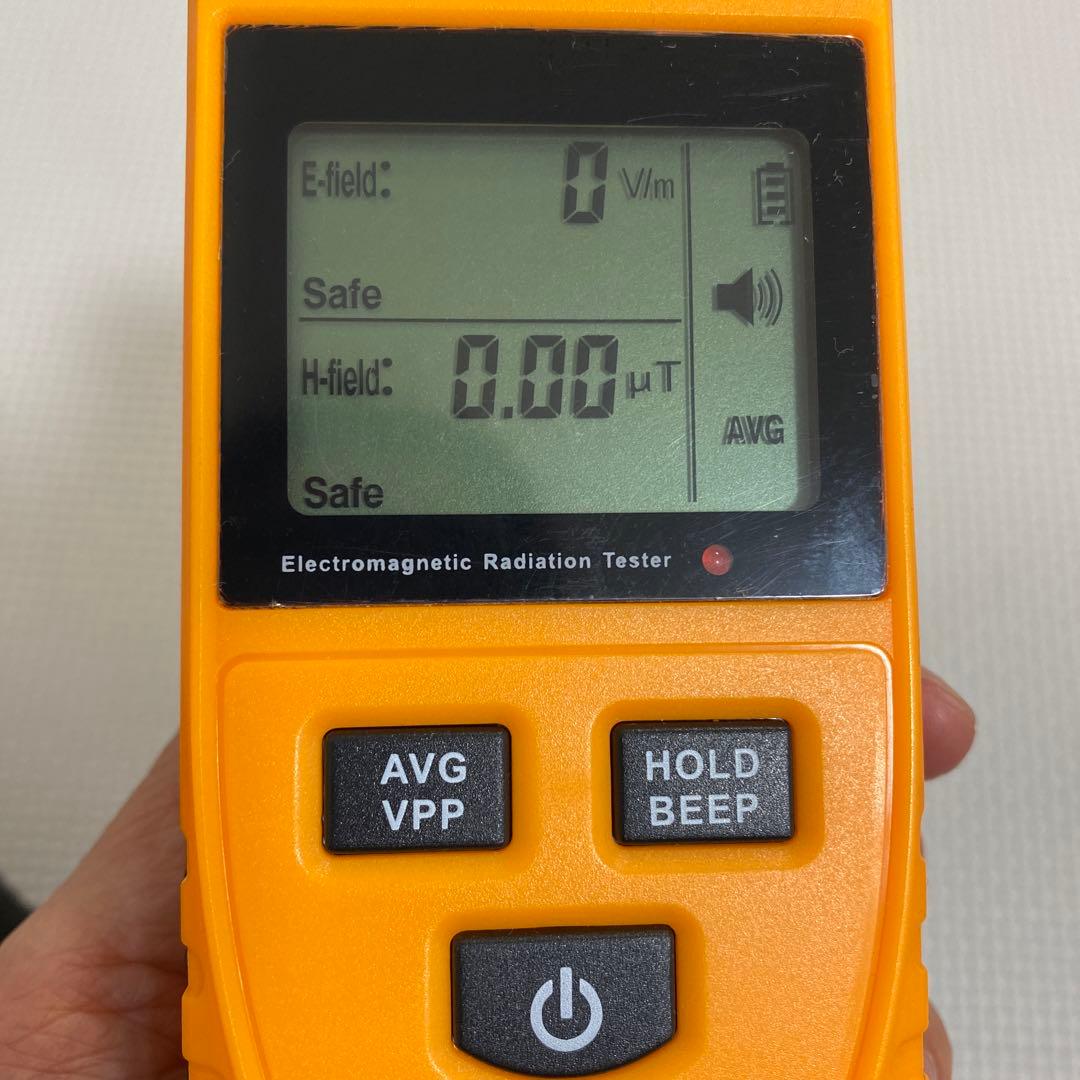 E-field: 0 V/m
Safe
H-field: 0.00 µT
Safe
AVG
Electromagnetic Radiation Tester
AVG
VPP
HOLD
BEEP